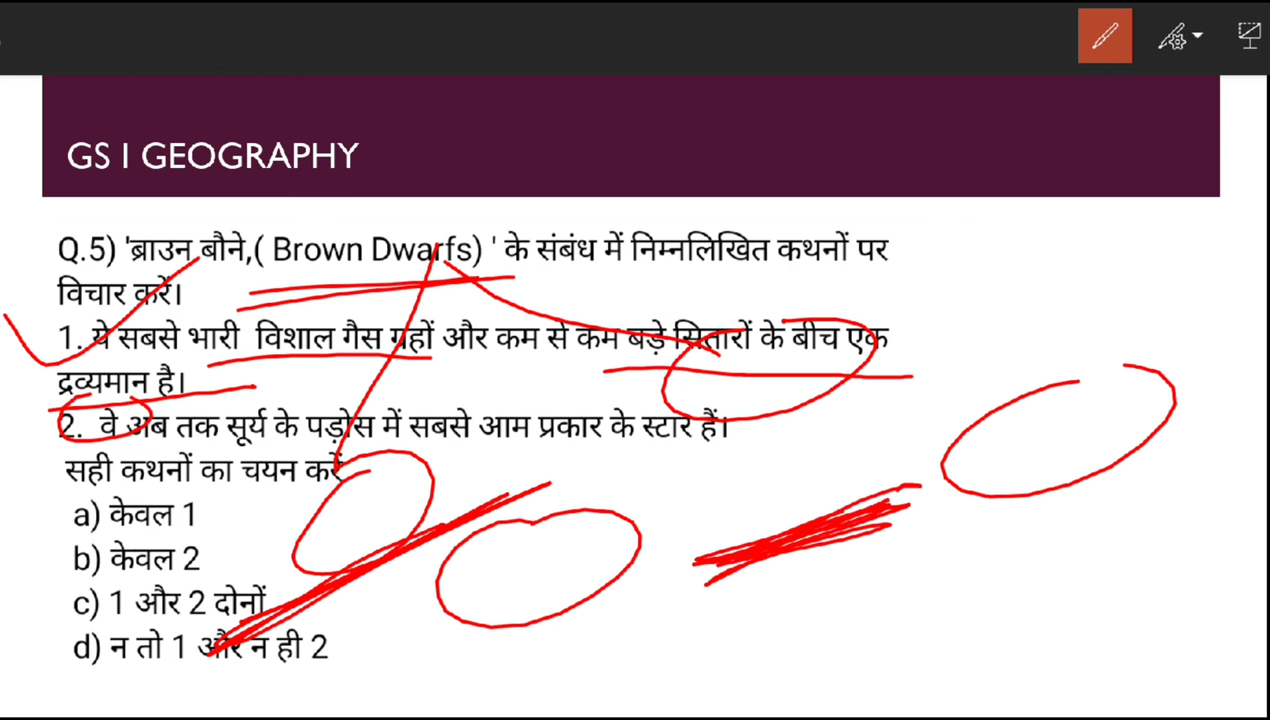 GS I GEOGRAPHY
Q.5) 'ब्राउन बौने,( Brown Dwarfs) ' के संबंध में निम्नलिखित कथनों पर
विचार करें।
1. ये सबसे भारी विशाल गैस ग्रहों और कम से कम बड़े सितारों के बीच एक
द्रव्यमान है।
2. वे अब तक सूर्य के पड़ोस में सबसे आम प्रकार के स्टार हैं।
सही कथनों का चयन करें
a) केवल 1
b) केवल 2
c) 1 और 2 दोनों
d) न तो 1 और न ही 2